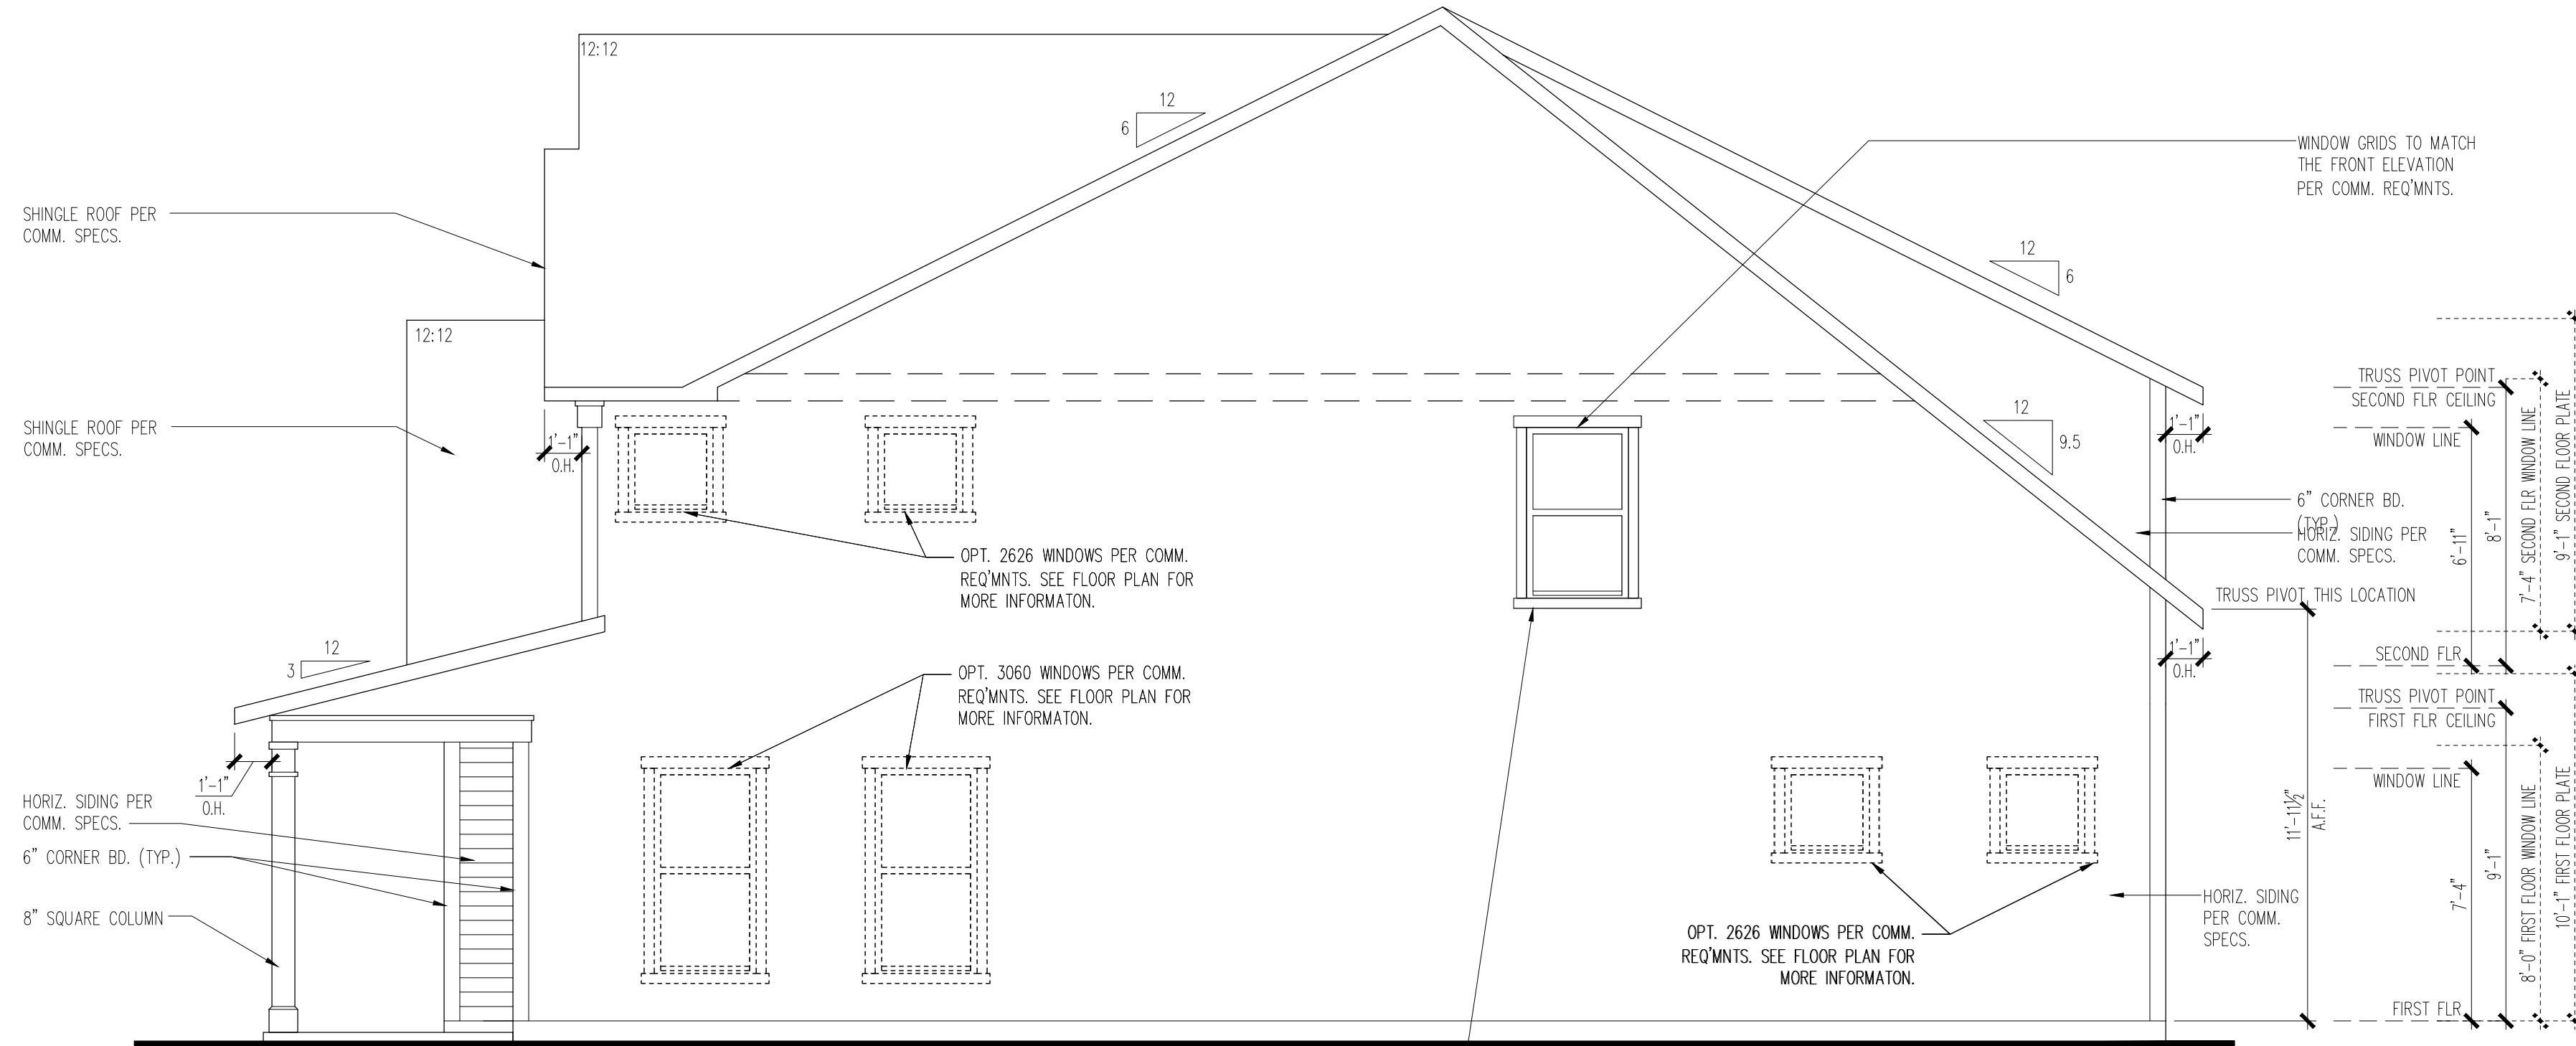 12:12
12
6
WINDOW GRIDS TO MATCH
THE FRONT ELEVATION
PER COMM. REQ'MNTS.
SHINGLE ROOF PER
COMM. SPECS.
12
6
12:12
SHINGLE ROOF PER
COMM. SPECS.
1'-1"
O.H.
12
9.5
1'-1"
O.H.
TRUSS PIVOT POINT
SECOND FLR CEILING
WINDOW LINE
6" CORNER BD.
(TYP.)
HORIZ. SIDING PER
COMM. SPECS.
6'-11"
8'-1"
7'-4" SECOND FLR WINDOW LINE
9'-1" SECOND FLOOR PLATE
OPT. 2626 WINDOWS PER COMM.
REQ'MNTS. SEE FLOOR PLAN FOR
MORE INFORMATON.
TRUSS PIVOT THIS LOCATION
12
3
1'-1"
O.H.
SECOND FLR
OPT. 3060 WINDOWS PER COMM.
REQ'MNTS. SEE FLOOR PLAN FOR
MORE INFORMATON.
TRUSS PIVOT POINT
FIRST FLR CEILING
WINDOW LINE
1'-1"
O.H.
HORIZ. SIDING PER
COMM. SPECS.
6" CORNER BD. (TYP.)
8" SQUARE COLUMN
11'-11½"
A.F.F.
7'-4"
9'-1"
8'-0" FIRST FLOOR WINDOW LINE
10'-1" FIRST FLOOR PLATE
HORIZ. SIDING
PER COMM.
SPECS.
OPT. 2626 WINDOWS PER COMM.
REQ'MNTS. SEE FLOOR PLAN FOR
MORE INFORMATON.
FIRST FLR